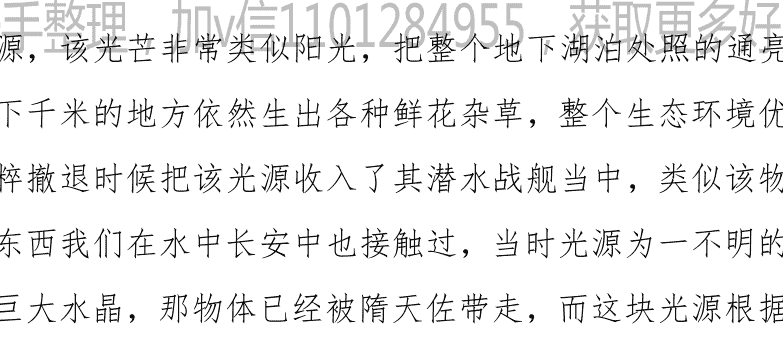 手整理，加v信1101284955，获取更多好
源，该光芒非常类似阳光，把整个地下湖泊处照的通亮
下千米的地方依然生出各种鲜花杂草，整个生态环境优
粹撤退时候把该光源收入了其潜水战舰当中，类似该物
东西我们在水中长安中也接触过，当时光源为一不明的
巨大水晶，那物体已经被隋天佐带走，而这块光源根据